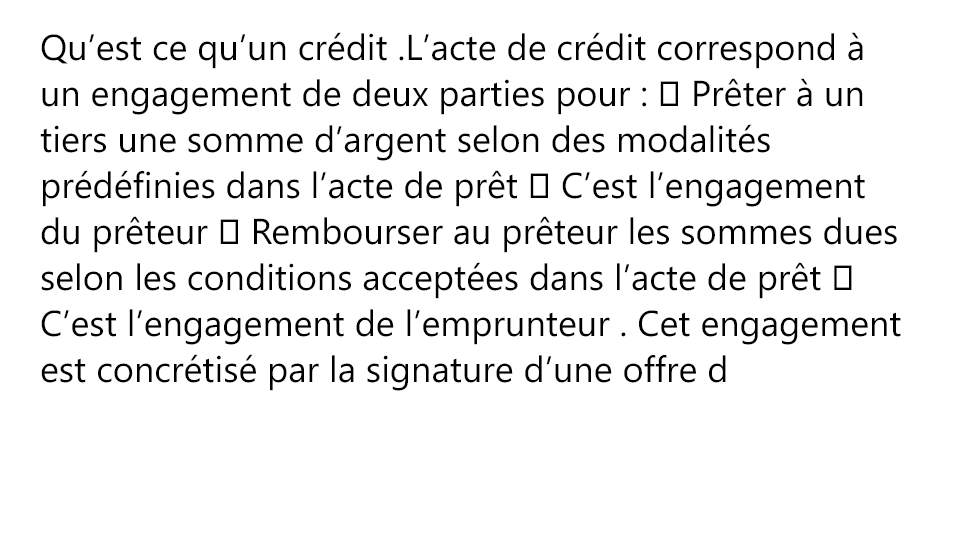 Qu’est ce qu’un crédit .L’acte de crédit correspond à
un engagement de deux parties pour :  Prêter à un
tiers une somme d’argent selon des modalités
prédéfinies dans l’acte de prêt  C’est l’engagement
du prêteur  Rembourser au prêteur les sommes dues
selon les conditions acceptées dans l’acte de prêt 
C’est l’engagement de l’emprunteur . Cet engagement
est concrétisé par la signature d’une offre d